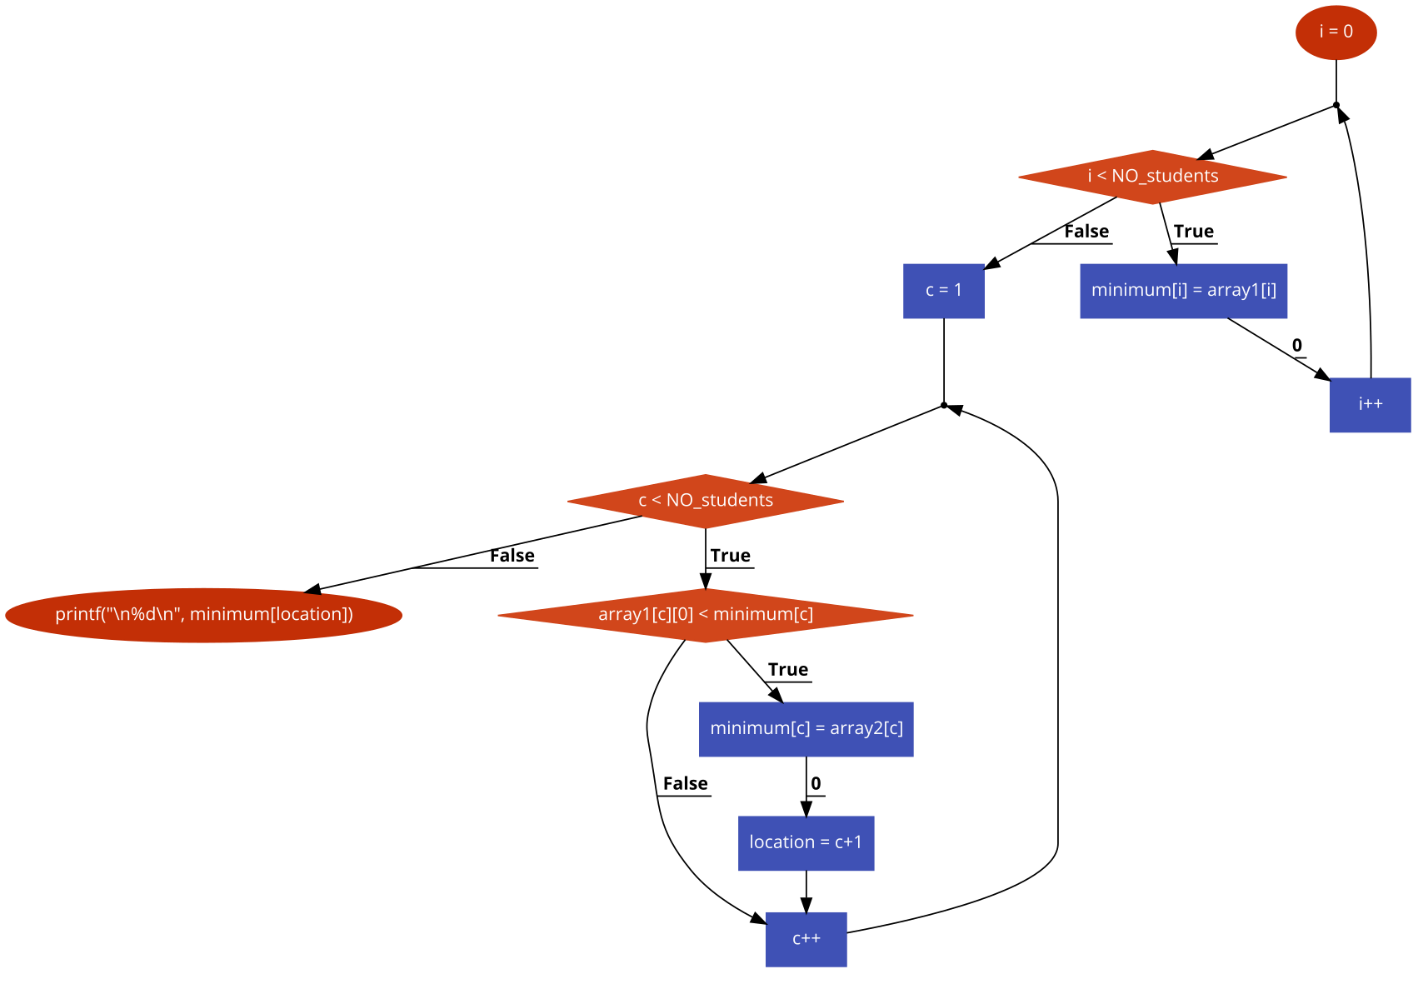 i = 0
i < NO_students
False
True
c = 1
minimum[i] = array1[i]
0
i++
c < NO_students
False
True
printf("\n%d\n", minimum[location])
array1[c][0] < minimum[c]
True
minimum[c] = array2[c]
False
0
location = c+1
c++